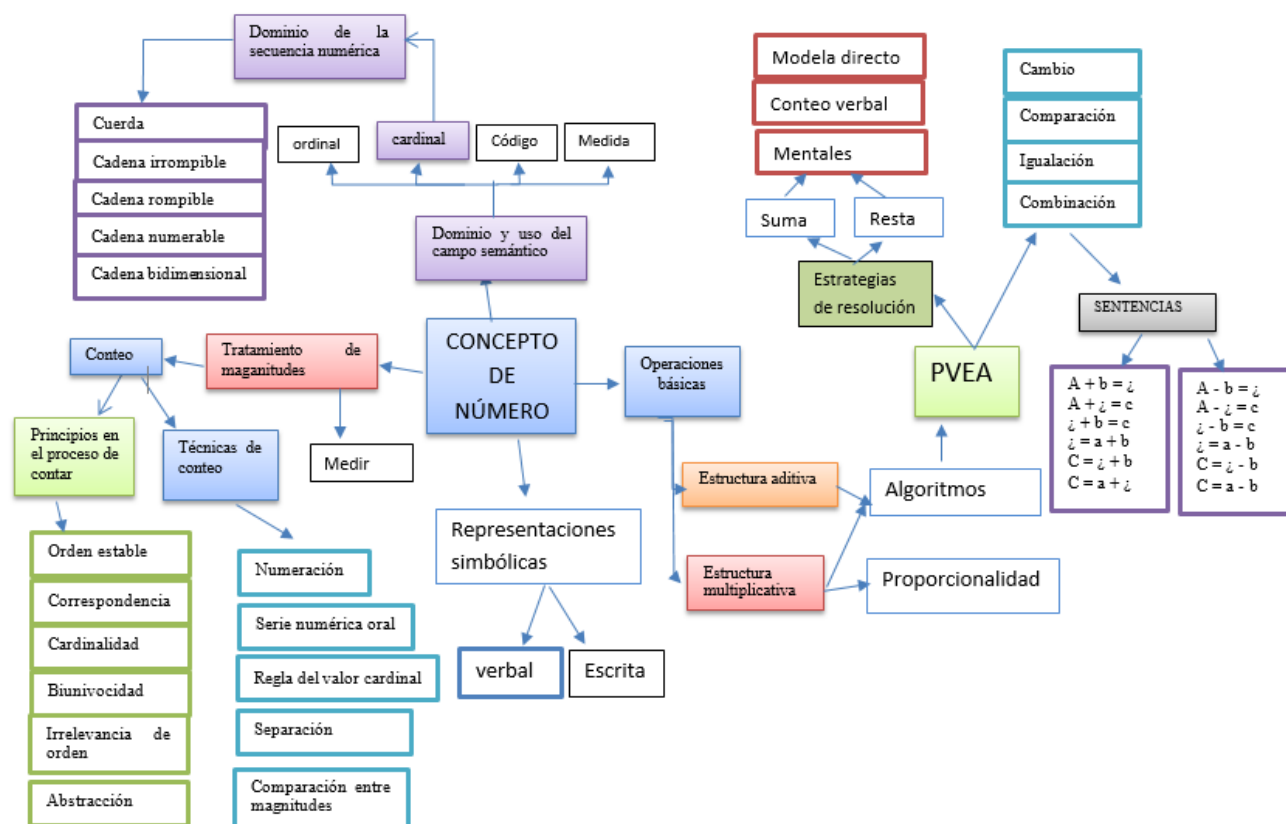 Dominio de la
secuencia numérica
Cuerda
Cadena irrompible
Cadena rompible
Cadena numerable
Cadena bidimensional
ordinal
cardinal
Código
Medida
Dominio y uso del
campo semántico
Modela directo
Conteo verbal
Mentales
Suma
Resta
Estrategias
de resolución
Cambio
Comparación
Igualación
Combinación
SENTENCIAS
A + b = ¿
A + ¿ = c
¿ + b = c
¿ = a + b
C = ¿ + b
C = a + ¿
A - b = ¿
A - ¿ = c
¿ - b = c
¿ = a - b
C = ¿ - b
C = a - b
CONCEPTO
DE
NÚMERO
Tratamiento de
maganitudes
Conteo
Principios en
el proceso de
contar
Técnicas de
conteo
Medir
Operaciones
básicas
PVEA
Estructura aditiva
Algoritmos
Estructura
multiplicativa
Proporcionalidad
Representaciones
simbólicas
verbal
Escrita
Orden estable
Correspondencia
Cardinalidad
Biunivocidad
Irrelevancia de
orden
Abstracción
Numeración
Serie numérica oral
Regla del valor cardinal
Separación
Comparación entre
magnitudes